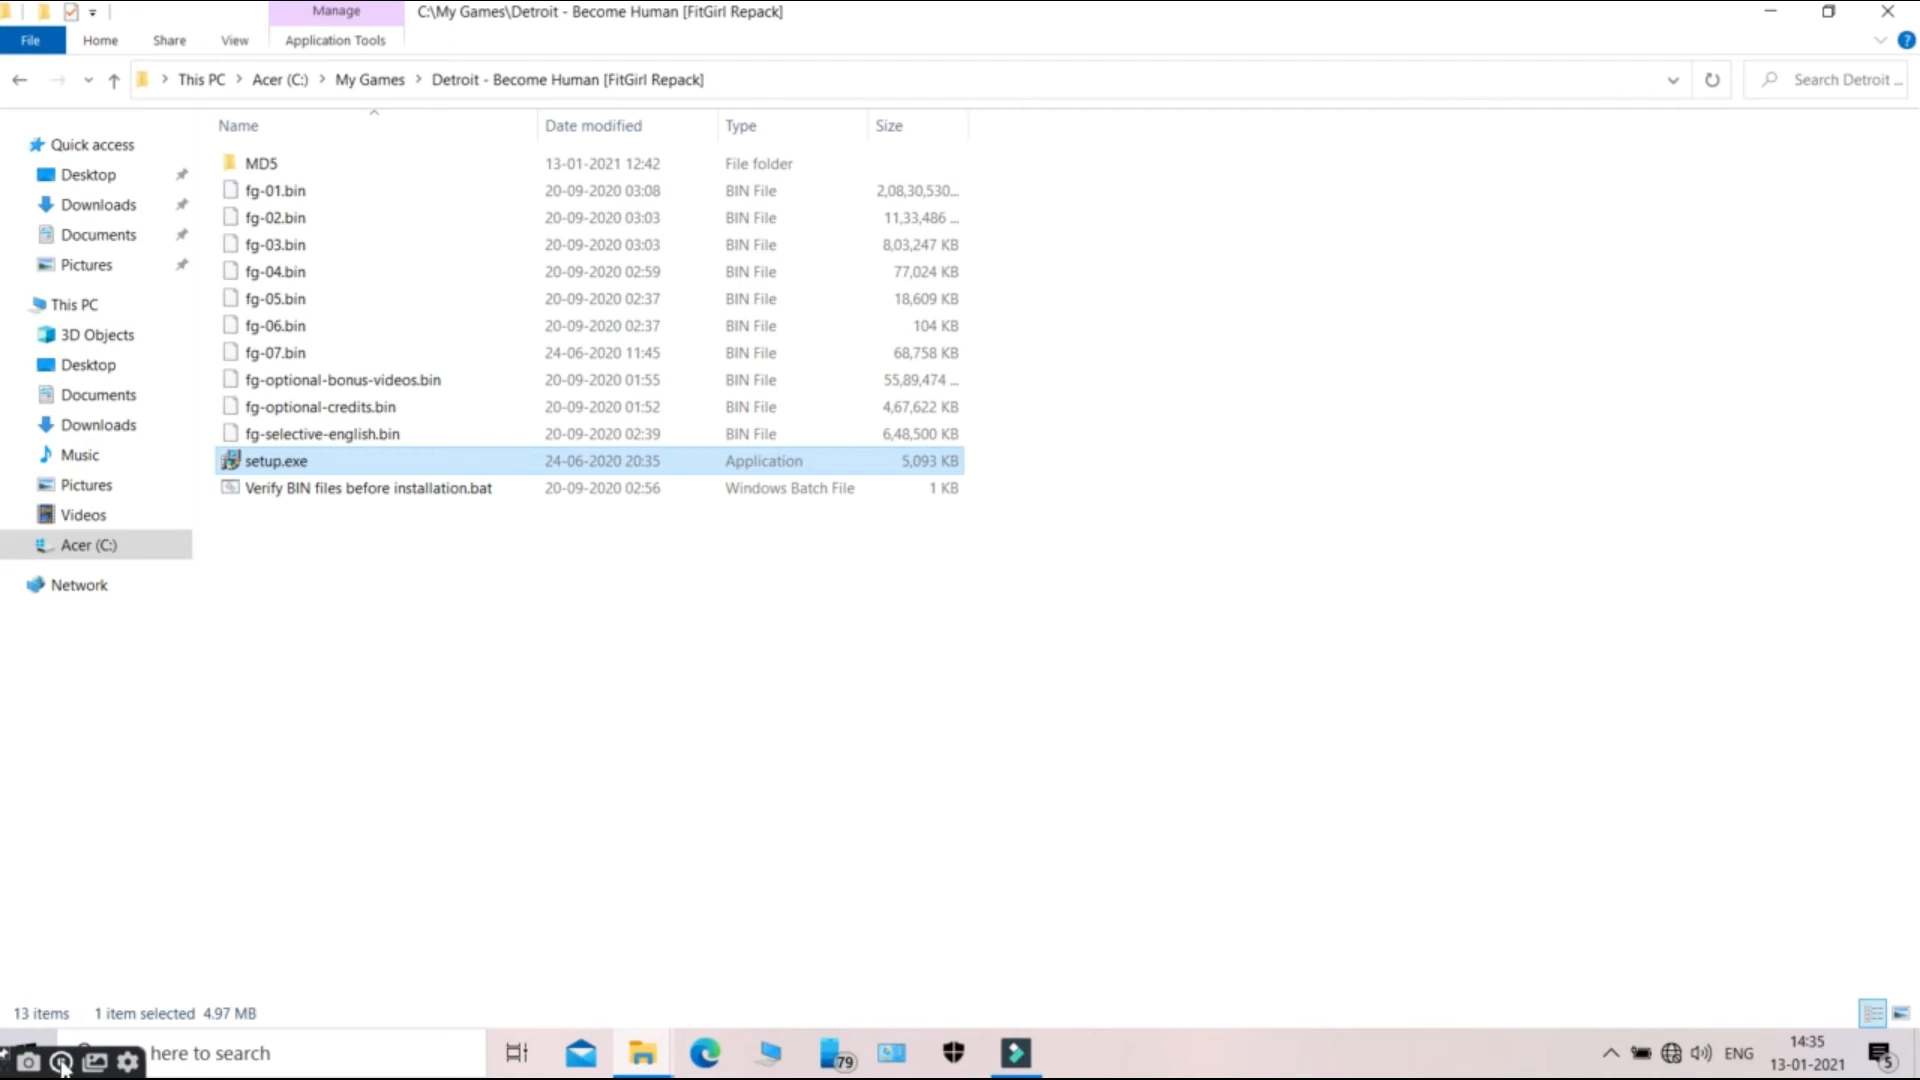 Manage
C:\My Games\Detroit - Become Human [FitGirl Repack]
File
Home
Share
View
Application Tools
This PC
Acer (C:)
My Games
Detroit - Become Human [FitGirl Repack]
Search Detroit ...
Name
Date modified
Type
Size
Quick access
Desktop
Downloads
Documents
Pictures
This PC
3D Objects
Desktop
Documents
Downloads
Music
Pictures
Videos
Acer (C:)
Network
MD5 13-01-2021 12:42 File folder
fg-01.bin 20-09-2020 03:08 BIN File 2,08,30,530...
fg-02.bin 20-09-2020 03:03 BIN File 11,33,486 ...
fg-03.bin 20-09-2020 03:03 BIN File 8,03,247 KB
fg-04.bin 20-09-2020 02:59 BIN File 77,024 KB
fg-05.bin 20-09-2020 02:37 BIN File 18,609 KB
fg-06.bin 20-09-2020 02:37 BIN File 104 KB
fg-07.bin 24-06-2020 11:45 BIN File 68,758 KB
fg-optional-bonus-videos.bin 20-09-2020 01:55 BIN File 55,89,474 ...
fg-optional-credits.bin 20-09-2020 01:52 BIN File 4,67,622 KB
fg-selective-english.bin 20-09-2020 02:39 BIN File 6,48,500 KB
setup.exe 24-06-2020 20:35 Application 5,093 KB
Verify BIN files before installation.bat 20-09-2020 02:56 Windows Batch File 1 KB
13 items 1 item selected 4.97 MB
here to search
79
ENG
14:35
13-01-2021
5